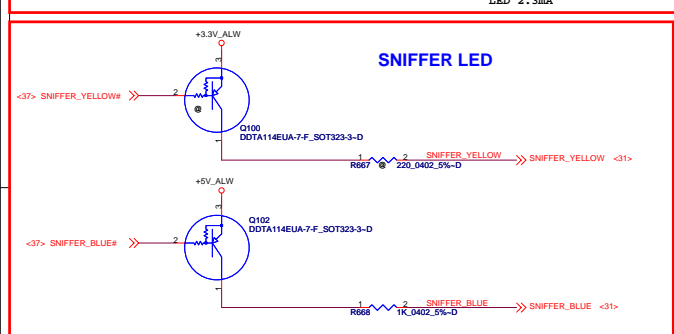 LED 2.3mA
+3.3V_ALW
SNIFFER LED
3
<37> SNIFFER_YELLOW#
2
@
Q100
DDTA114EUA-7-F_SOT323-3~D
1
1
2
SNIFFER_YELLOW
SNIFFER_YELLOW <31>
R667
@
220_0402_5%~D
+5V_ALW
3
Q102
DDTA114EUA-7-F_SOT323-3~D
<37> SNIFFER_BLUE#
2
1
1
2
SNIFFER_BLUE
SNIFFER_BLUE <31>
R668
1K_0402_5%~D